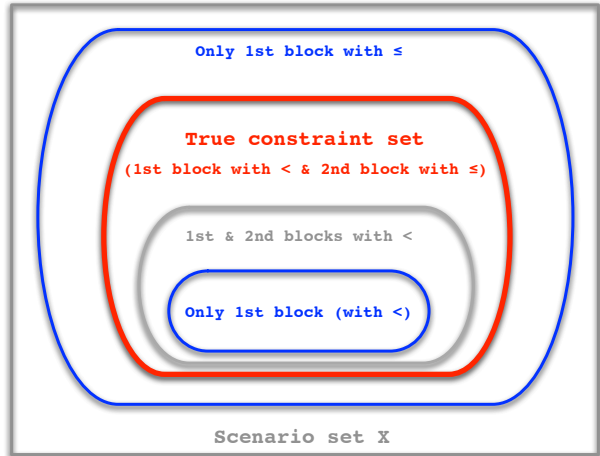 Only 1st block with ≤
True constraint set
(1st block with < & 2nd block with ≤)
1st & 2nd blocks with <
Only 1st block (with <)
Scenario set X